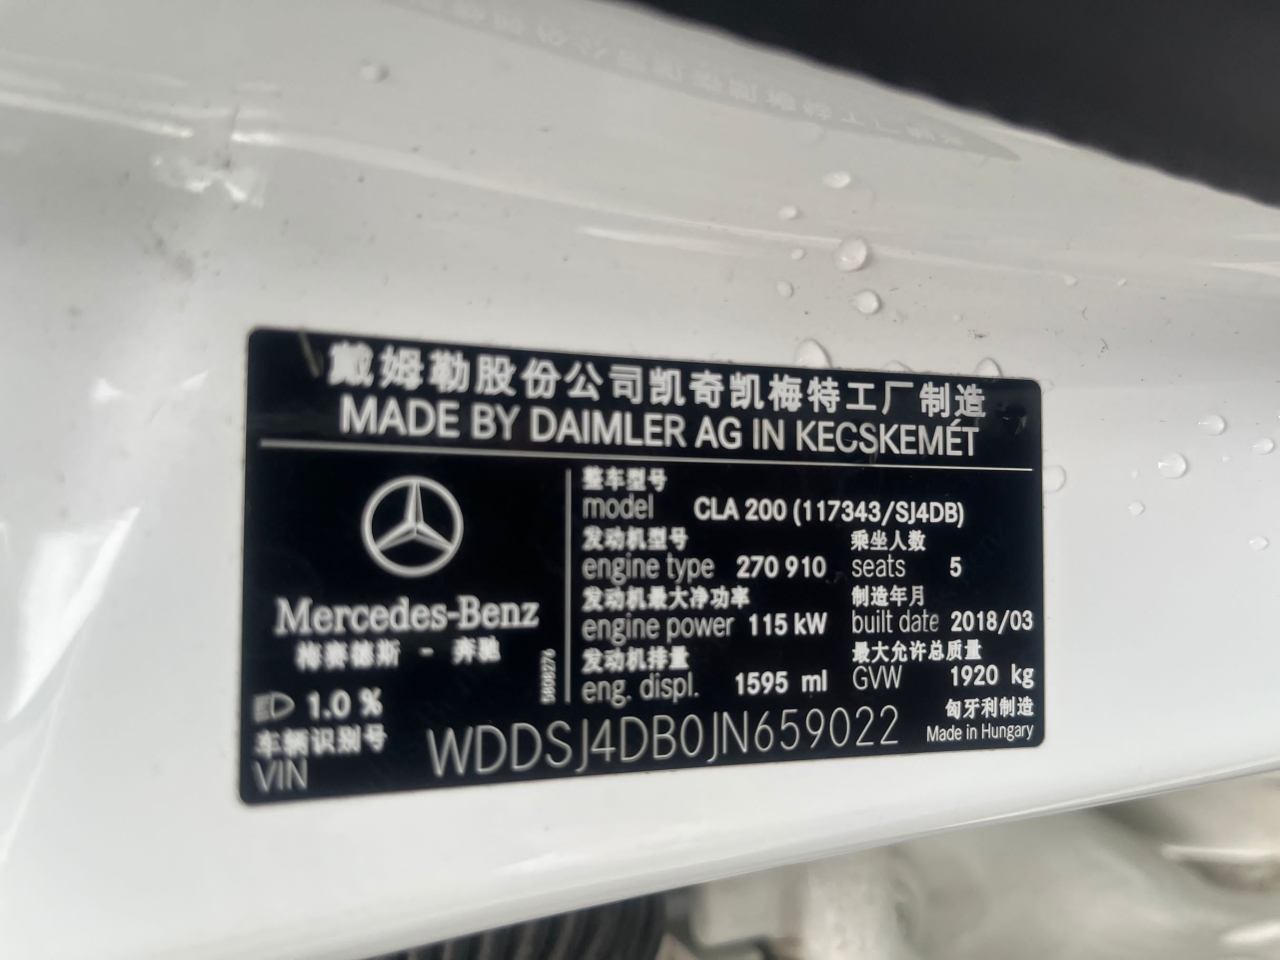 戴姆勒股份公司凯奇凯梅特工厂制造
MADE BY DAIMLER AG IN KECSKEMÉT
整车型号
model CLA 200 (117343/SJ4DB)
发动机型号 乘坐人数
engine type 270 910 seats 5
发动机最大净功率 制造年月
engine power 115 kW built date 2018/03
发动机排量 最大允许总质量
eng. displ. 1595 ml GVW 1920 kg
Mercedes-Benz
梅赛德斯 - 奔驰
5808276
1.0 %
车辆识别号 匈牙利制造
VIN WDDSJ4DB0JN659022 Made in Hungary